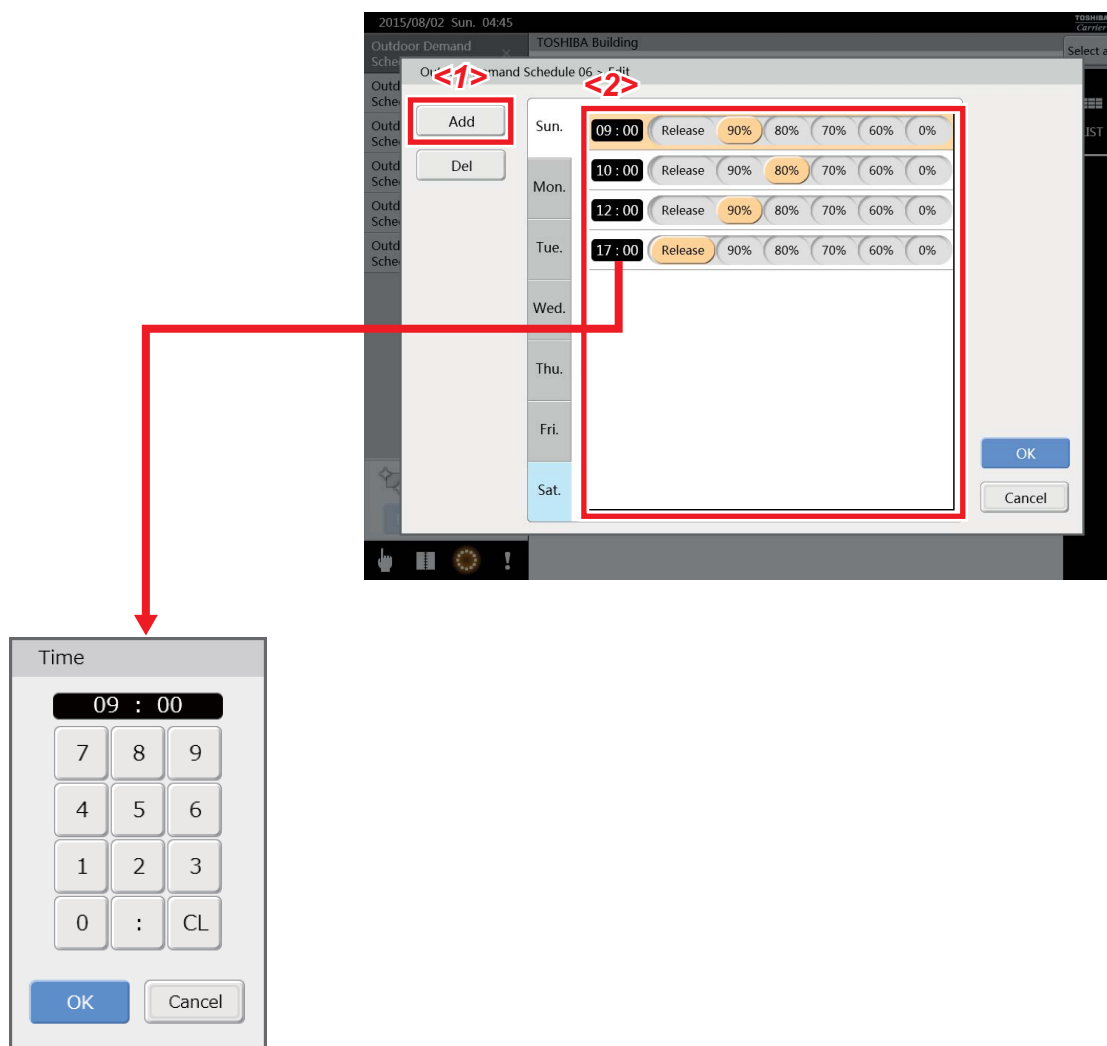 2015/08/02 Sun. 04:45
TOSHIBA
Carrier
Outdoor Demand
TOSHIBA Building
Select a
<1>
Demand Schedule 06 > Edit
<2>
Add
Del
Sun.
Mon.
Tue.
Wed.
Thu.
Fri.
Sat.
09 : 00 Release 90% 80% 70% 60% 0%
10 : 00 Release 90% 80% 70% 60% 0%
12 : 00 Release 90% 80% 70% 60% 0%
17 : 00 Release 90% 80% 70% 60% 0%
OK
Cancel
Time
09 : 00
7 8 9
4 5 6
1 2 3
0 : CL
OK Cancel